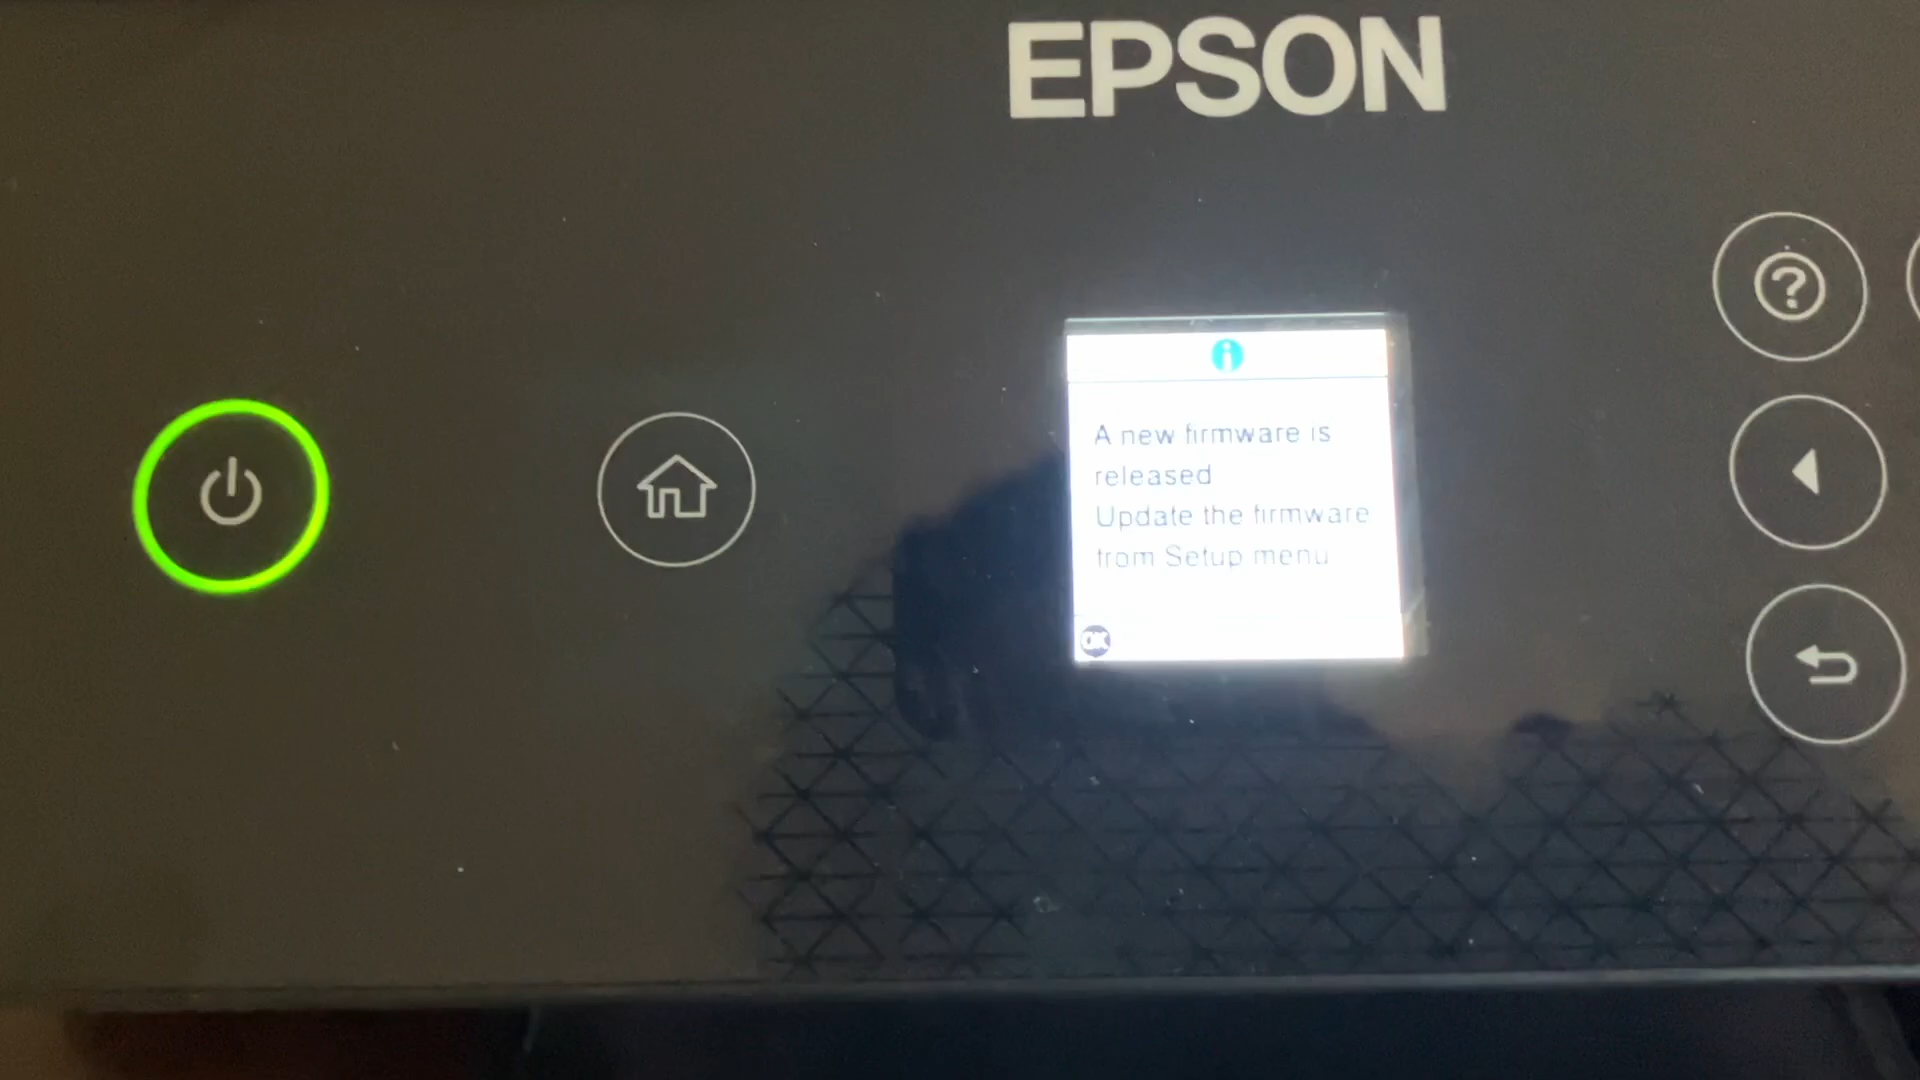 EPSON
i
A new firmware is
released
Update the firmware
from Setup menu
OK
?